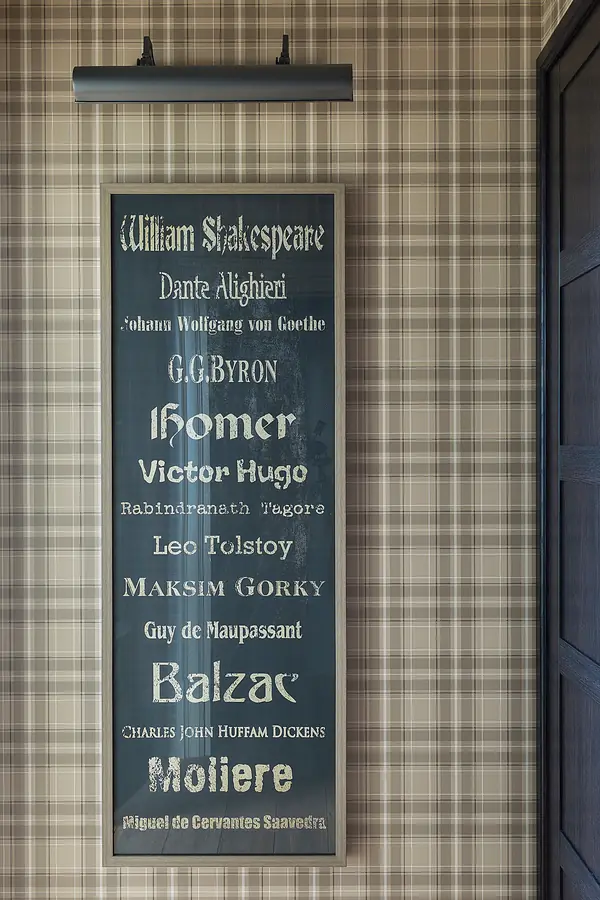 William Shakespeare
Dante Alighieri
Johann Wolfgang von Goethe
G.G.BYRON
Homer
Victor Hugo
Rabindranath Tagore
Leo Tolstoy
MAKSIM GORKY
Guy de Maupassant
Balzac
CHARLES JOHN HUFFAM DICKENS
Moliere
Miguel de Cervantes Saavedra